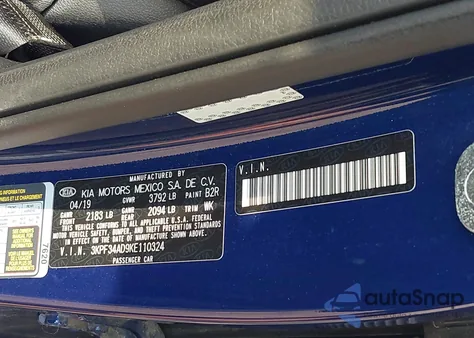 MANUFACTURED BY
KIA KIA MOTORS MEXICO S.A. DE C.V.
04/19 GVWR 3792 LB PAINT B2R
GAWR 2183 LB GAWR 2094 LB TRIM WK
THIS VEHICLE CONFORMS TO ALL APPLICABLE
U.S. FEDERAL MOTOR VEHICLE SAFETY,
BUMPER, AND THEFT PREVENTION STANDARDS
IN EFFECT ON THE DATE OF MANUFACTURE
SHOWN ABOVE.
V.I.N. 3KPF34AD9KE110324
PASSENGER CAR
V.I.N.
7620
autoSnap